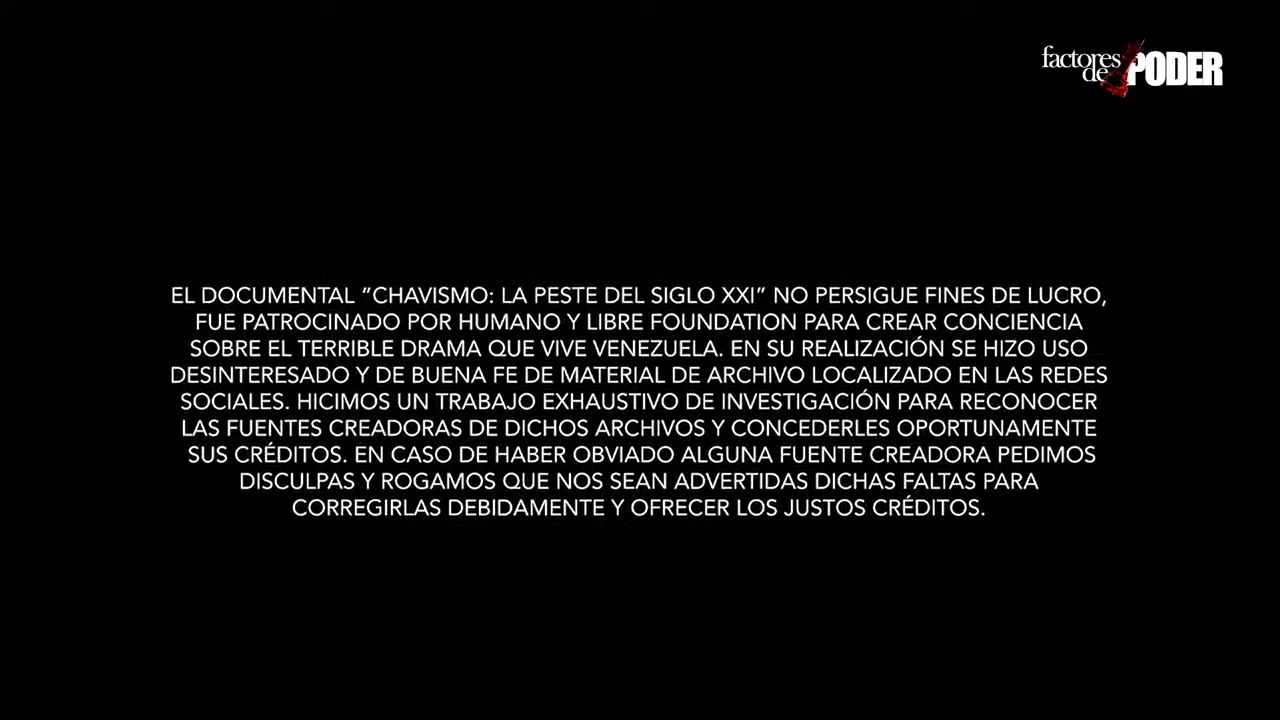 factores
de PODER
EL DOCUMENTAL "CHAVISMO: LA PESTE DEL SIGLO XXI" NO PERSIGUE FINES DE LUCRO,
FUE PATROCINADO POR HUMANO Y LIBRE FOUNDATION PARA CREAR CONCIENCIA
SOBRE EL TERRIBLE DRAMA QUE VIVE VENEZUELA. EN SU REALIZACIÓN SE HIZO USO
DESINTERESADO Y DE BUENA FE DE MATERIAL DE ARCHIVO LOCALIZADO EN LAS REDES
SOCIALES. HICIMOS UN TRABAJO EXHAUSTIVO DE INVESTIGACIÓN PARA RECONOCER
LAS FUENTES CREADORAS DE DICHOS ARCHIVOS Y CONCEDERLES OPORTUNAMENTE
SUS CRÉDITOS. EN CASO DE HABER OBVIADO ALGUNA FUENTE CREADORA PEDIMOS
DISCULPAS Y ROGAMOS QUE NOS SEAN ADVERTIDAS DICHAS FALTAS PARA
CORREGIRLAS DEBIDAMENTE Y OFRECER LOS JUSTOS CRÉDITOS.